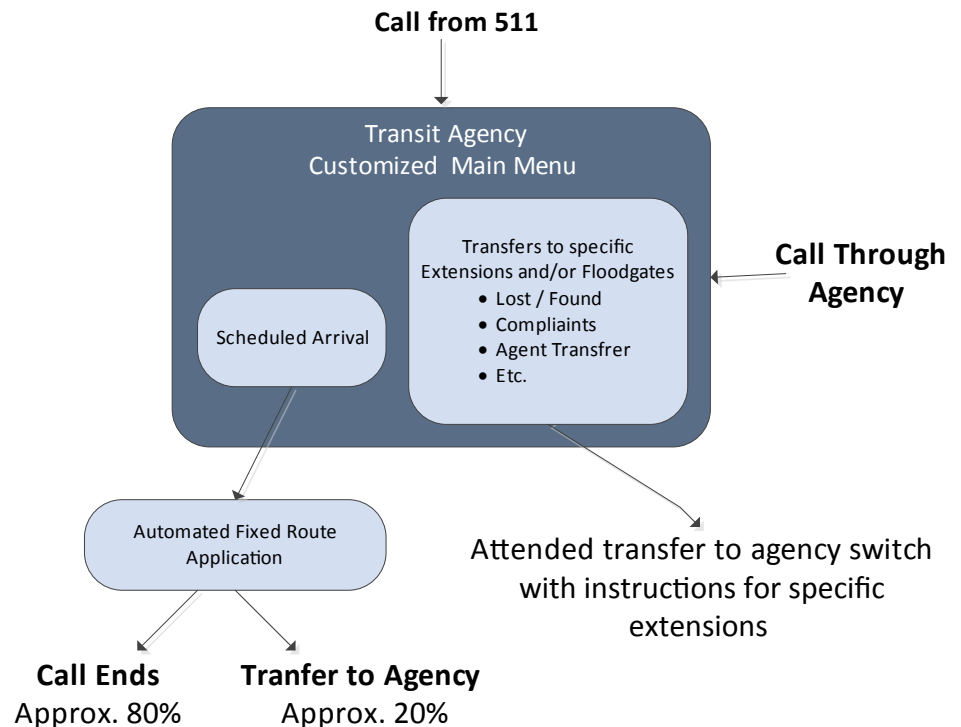 Call from 511
Transit Agency
Customized Main Menu
Transfers to specific
Extensions and/or Floodgates
• Lost / Found
• Compliaints
• Agent Transfrer
• Etc.
Call Through
Agency
Scheduled Arrival
Automated Fixed Route
Application
Attended transfer to agency switch
with instructions for specific
extensions
Call Ends
Approx. 80%
Tranfer to Agency
Approx. 20%